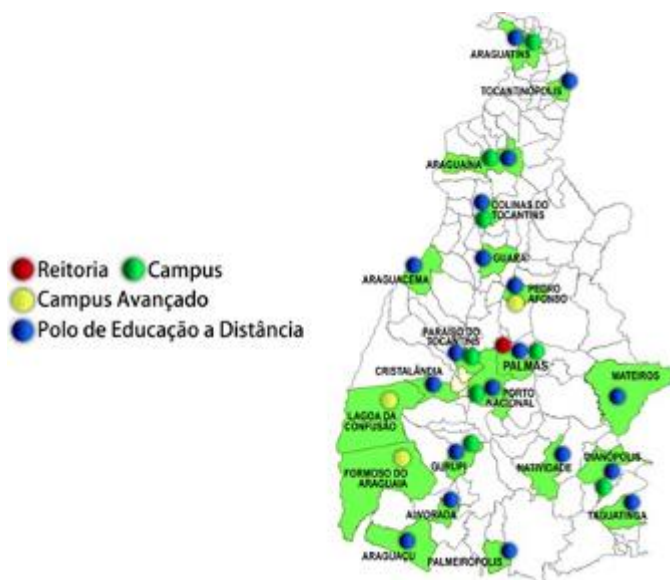 ARAGUATINS
TOCANTINÓPOLIS
ARAGUAÍNA
COLINAS DO
TOCANTINS
Reitoria Campus
Campus Avançado
Polo de Educação a Distância
GUARAÍ
ARAGUACEMA
PEDRO
AFONSO
PARAÍSO DO
TOCANTINS
PALMAS
CRISTALÂNDIA
MATEIROS
PORTO
NACIONAL
LAGOA DA
CONFUSÃO
FORMOSO DO
ARAGUAIA
GURUPI
NATIVIDADE
DIANÓPOLIS
ALVORADA
TAGUATINGA
ARAGUAÇU
PALMEIRÓPOLIS